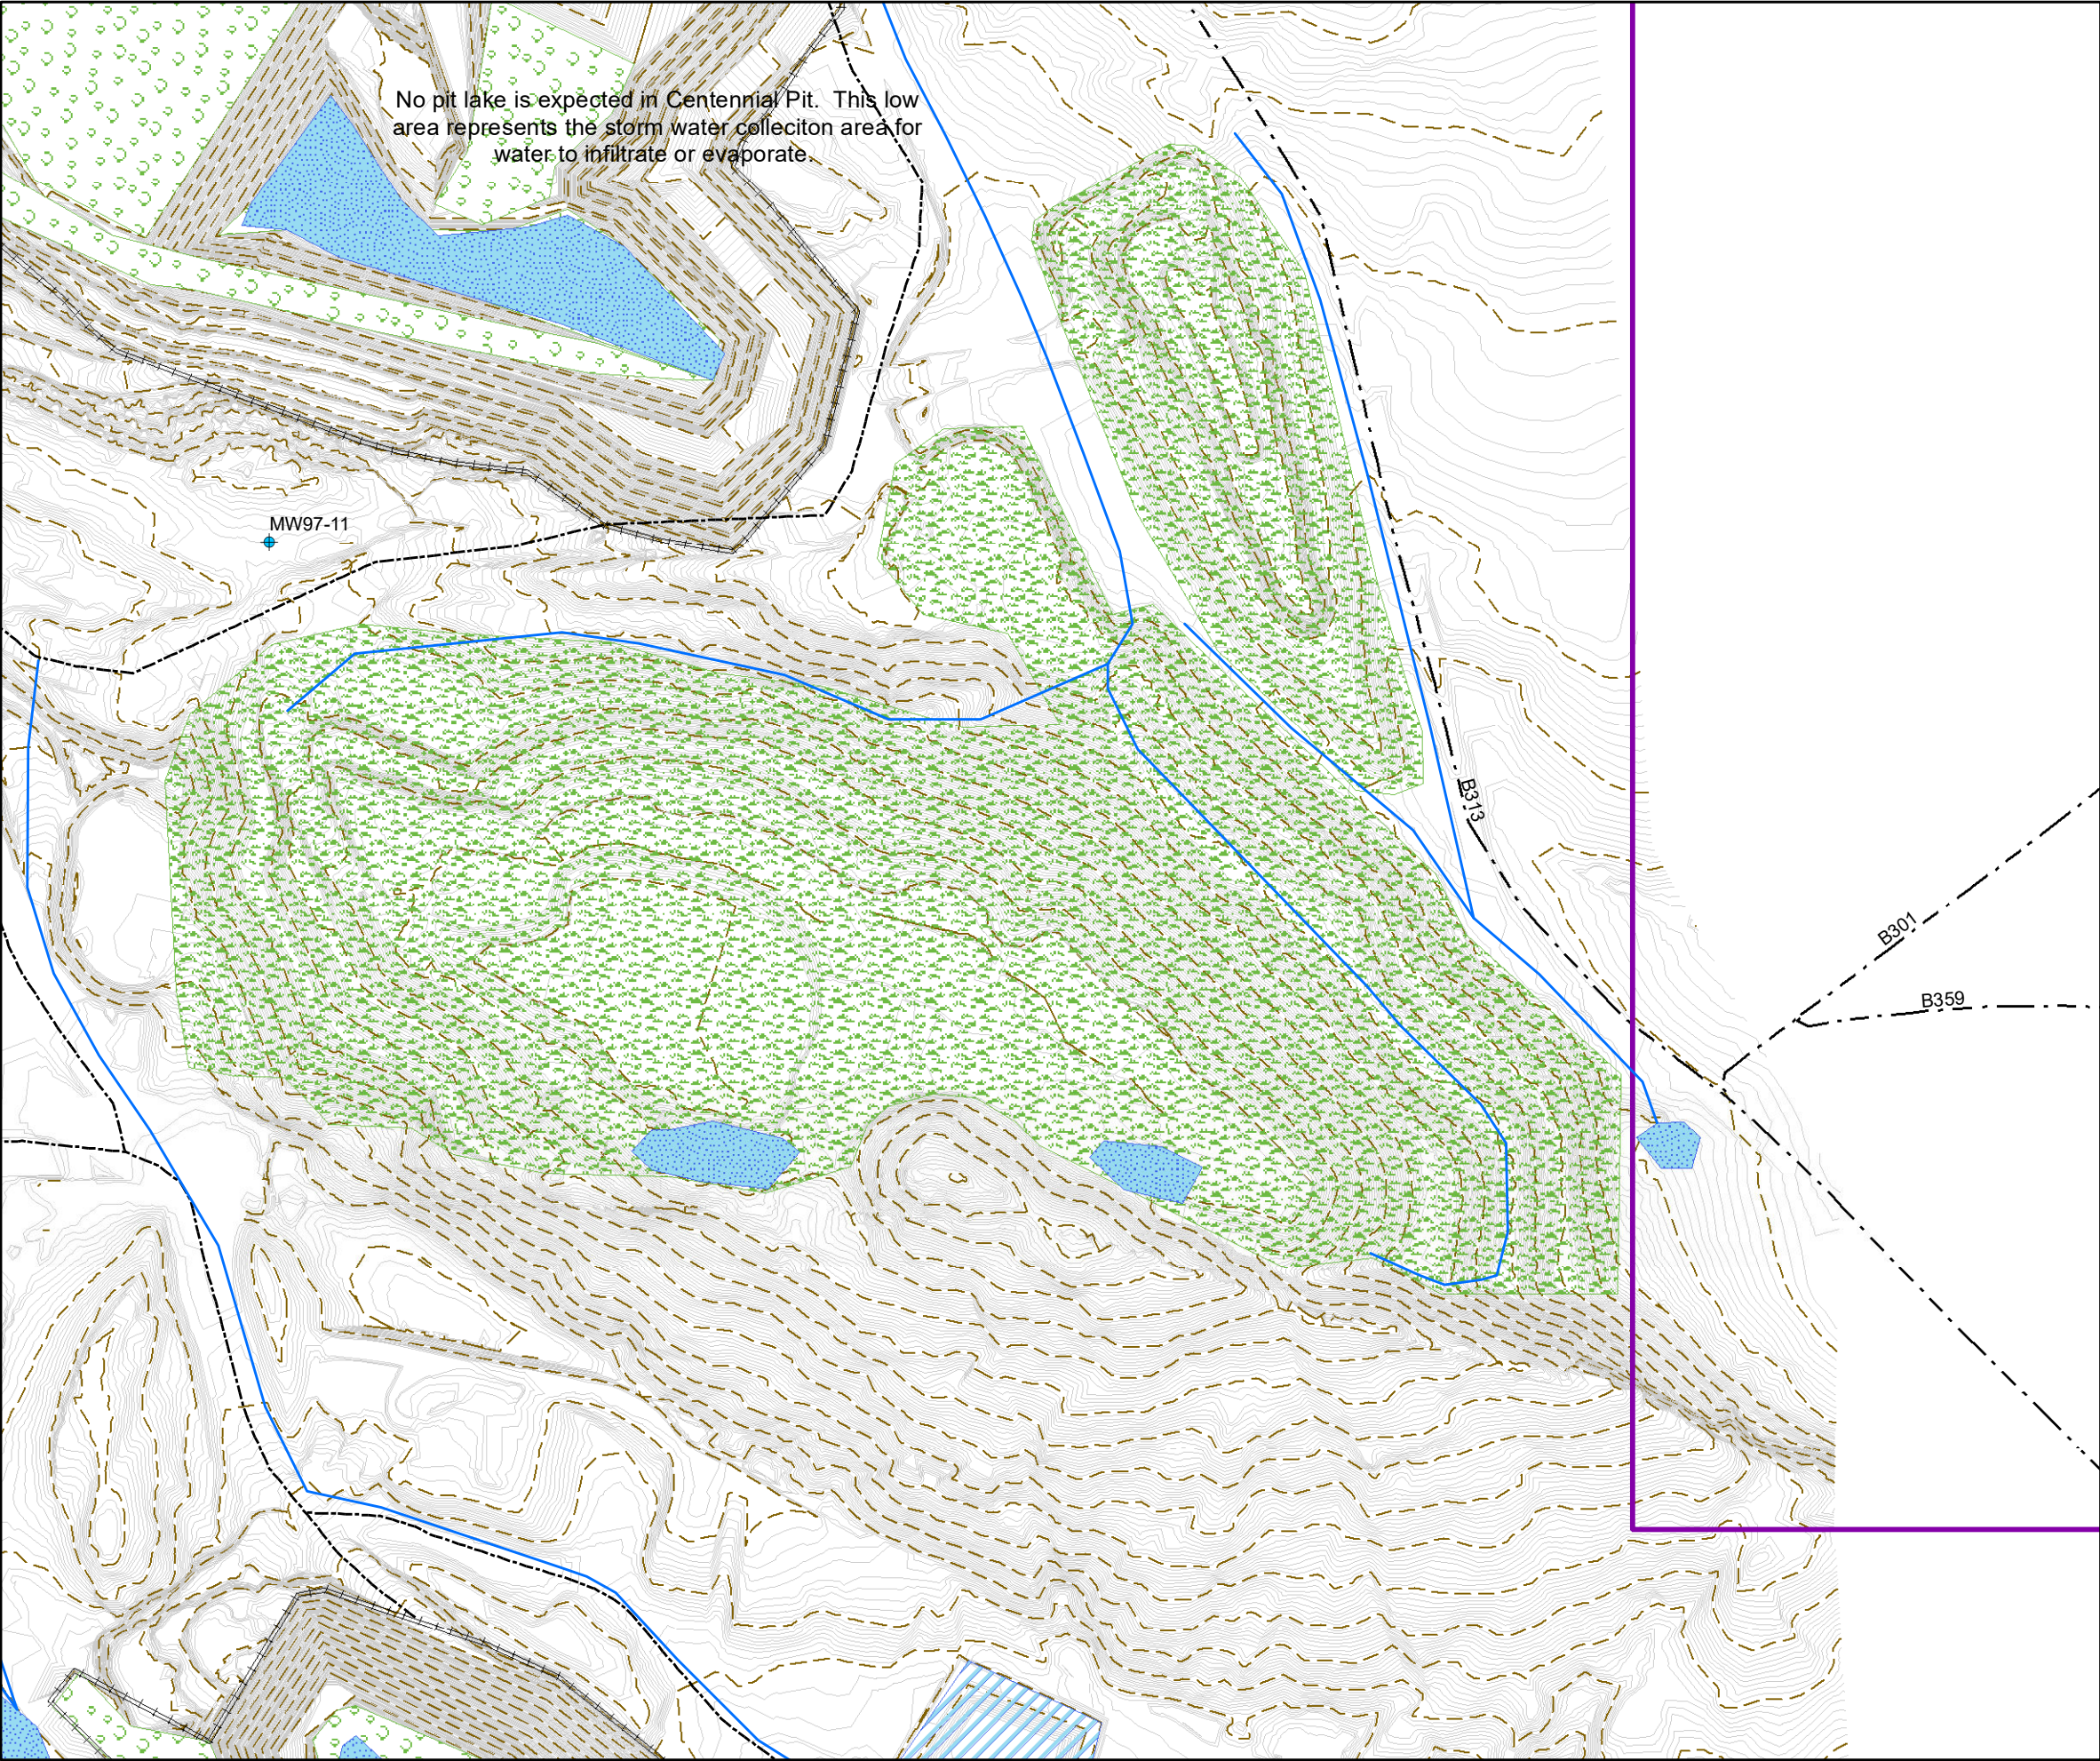 No pit lake is expected in Centennial Pit.  This low
area represents the storm water colleciton area for
water to infiltrate or evaporate.
MW97-11
B313
B301
B359